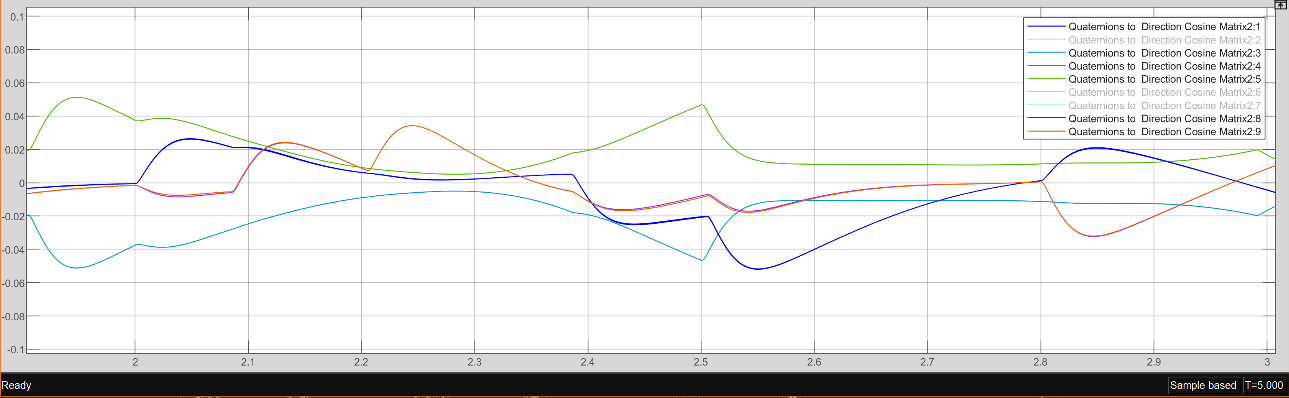 0.1
0.08
0.06
0.04
0.02
0
-0.02
-0.04
-0.06
-0.08
-0.1
2
2.1
2.2
2.3
2.4
2.5
2.6
2.7
2.8
2.9
3
Quaternions to Direction Cosine Matrix2:1
Quaternions to Direction Cosine Matrix2:2
Quaternions to Direction Cosine Matrix2:3
Quaternions to Direction Cosine Matrix2:4
Quaternions to Direction Cosine Matrix2:5
Quaternions to Direction Cosine Matrix2:6
Quaternions to Direction Cosine Matrix2:7
Quaternions to Direction Cosine Matrix2:8
Quaternions to Direction Cosine Matrix2:9
Ready
Sample based
T=5.000